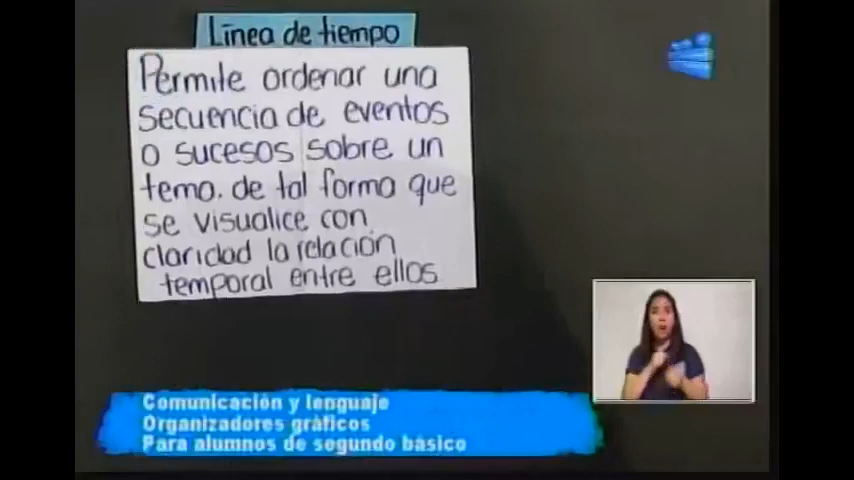 Línea de tiempo
Permite ordenar una
secuencia de eventos
o sucesos sobre un
tema. de tal forma que
se visualice con
claridad la relación
temporal entre ellos
Comunicación y lenguaje
Organizadores gráficos
Para alumnos de segundo básico